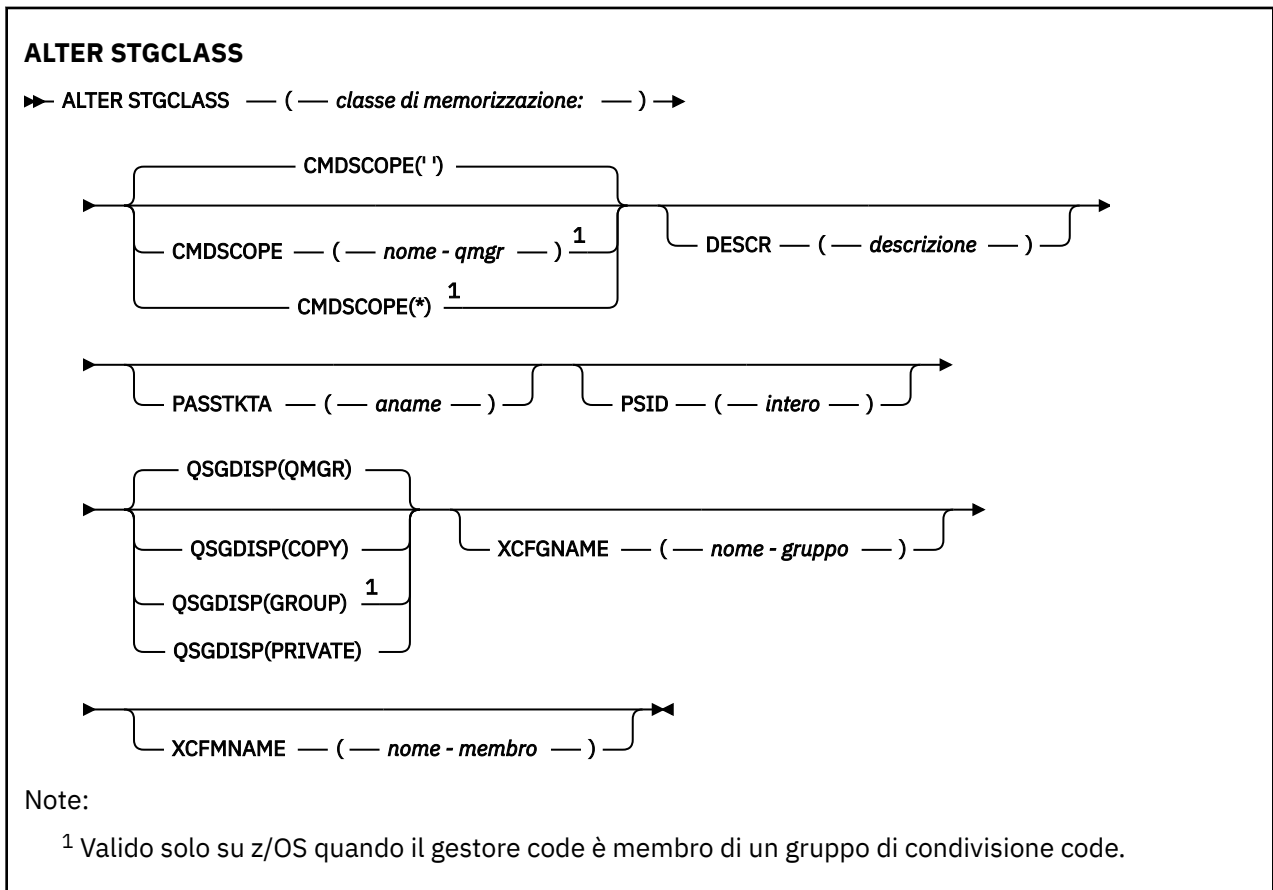 ALTER STGCLASS
ALTER STGCLASS ( classe di memorizzazione: )
CMDSCOPE(' ')
CMDSCOPE ( nome - qmgr ) 1
DESCR ( descrizione )
CMDSCOPE(*) 1
PASSTKTA ( aname )
PSID ( intero )
QSGDISP(QMGR)
QSGDISP(COPY)
XCFGNAME ( nome - gruppo )
QSGDISP(GROUP) 1
QSGDISP(PRIVATE)
XCFMNAME ( nome - membro )
Note:
1 Valido solo su z/OS quando il gestore code è membro di un gruppo di condivisione code.